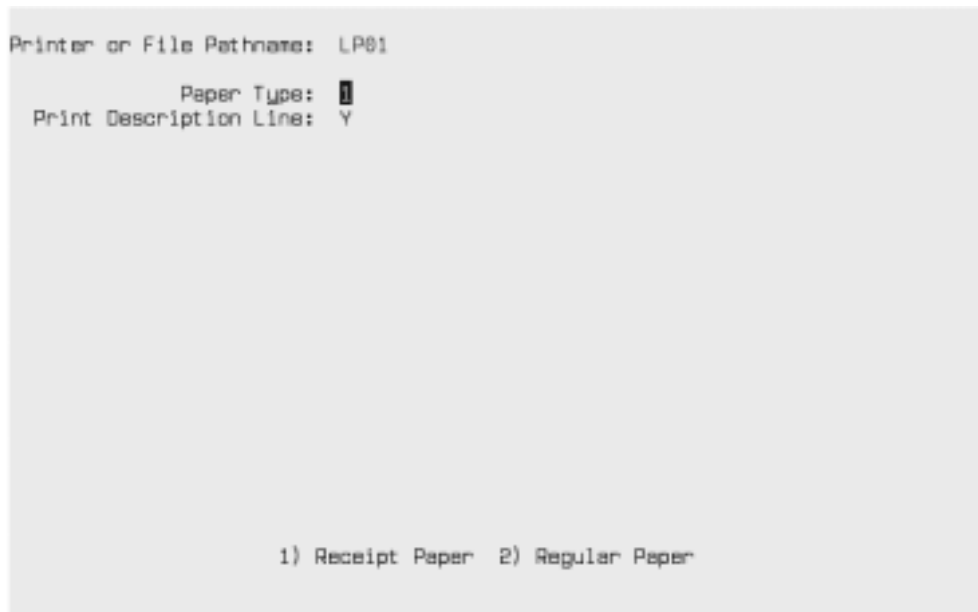 Printer or File Pathname: LP01
Paper Type: 1
Print Description Line: Y
1) Receipt Paper 2) Regular Paper